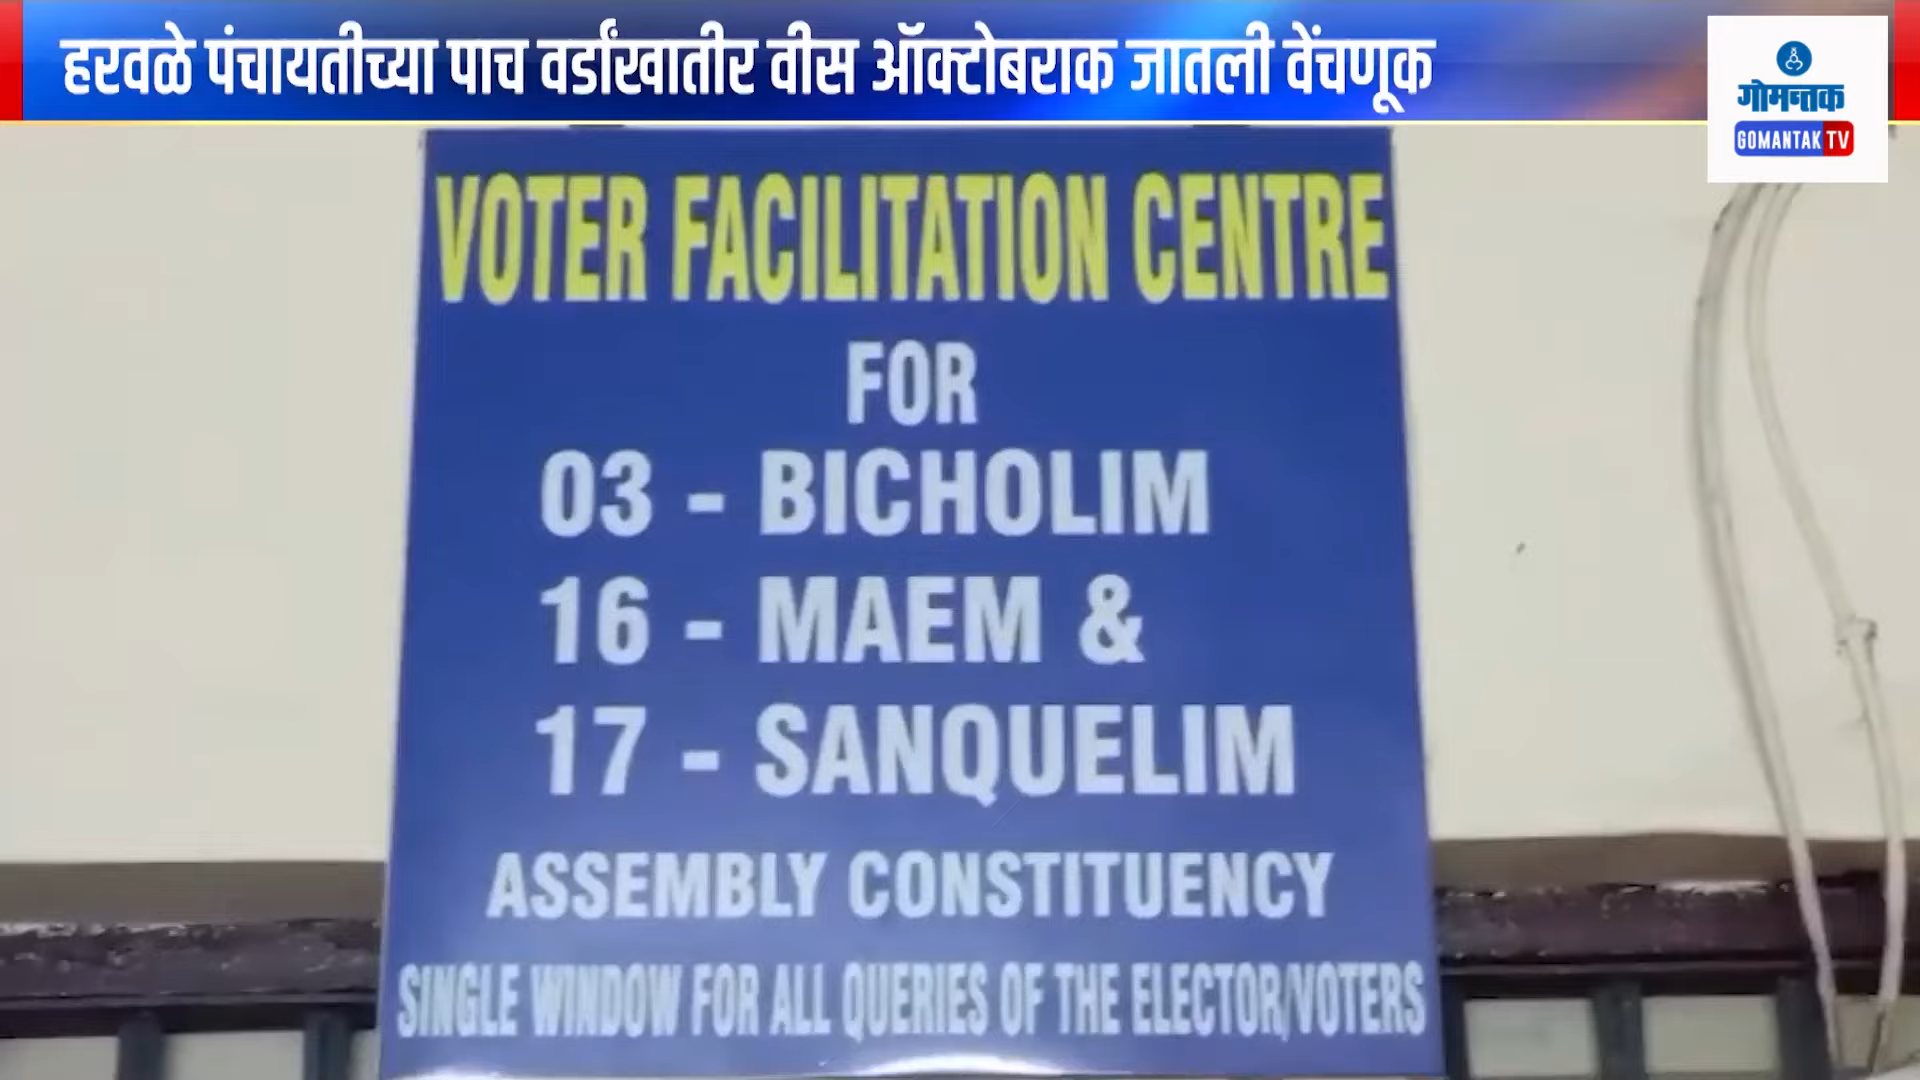 हरवळे पंचायतीच्या पाच वर्डांखातीर वीस ऑक्टोबराक जातली वेंचणूक
गोमन्तक
GOMANTAK TV
VOTER FACILITATION CENTRE
FOR
03 - BICHOLIM
16 - MAEM &
17 - SANQUELIM
ASSEMBLY CONSTITUENCY
SINGLE WINDOW FOR ALL QUERIES OF THE ELECTOR/VOTERS